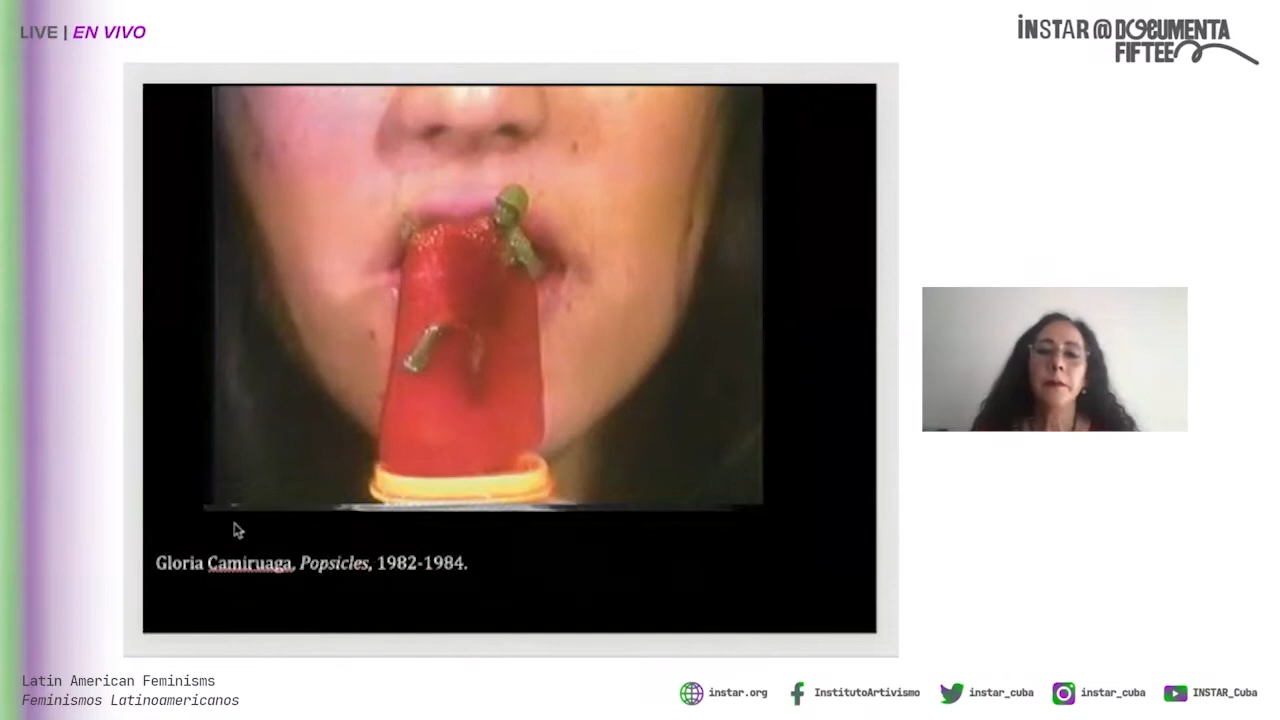 LIVE | EN VIVO
INSTAR @ DOCUMENTA
FIFTEEN
Gloria Camiruaga, Popsicles, 1982-1984.
Latin American Feminisms
Feminismos Latinoamericanos
instar.org
InstitutoArtivismo
instar_cuba
instar_cuba
INSTAR_Cuba